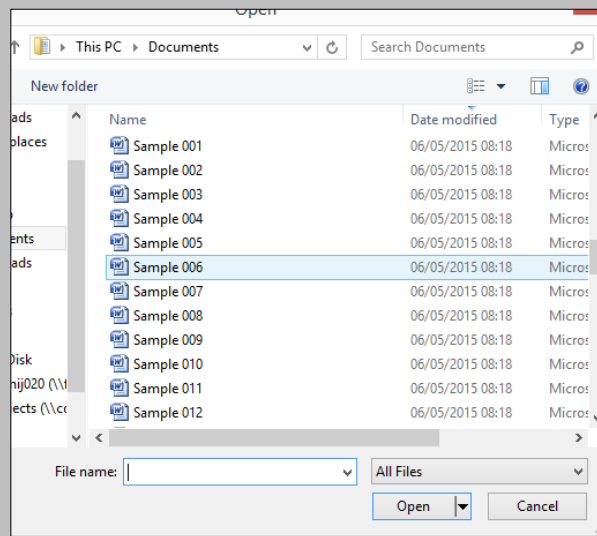 Open
This PC Documents Search Documents
New folder
Name Date modified Type
ads
places
Sample 001 06/05/2015 08:18 Micros
Sample 002 06/05/2015 08:18 Micros
Sample 003 06/05/2015 08:18 Micros
Sample 004 06/05/2015 08:18 Micros
ents Sample 005 06/05/2015 08:18 Micros
ads Sample 006 06/05/2015 08:18 Micros
Sample 007 06/05/2015 08:18 Micros
Sample 008 06/05/2015 08:18 Micros
Sample 009 06/05/2015 08:18 Micros
Disk Sample 010 06/05/2015 08:18 Micros
nij020 (\\f Sample 011 06/05/2015 08:18 Micros
ects (\\co Sample 012 06/05/2015 08:18 Micros
File name: All Files
Open Cancel